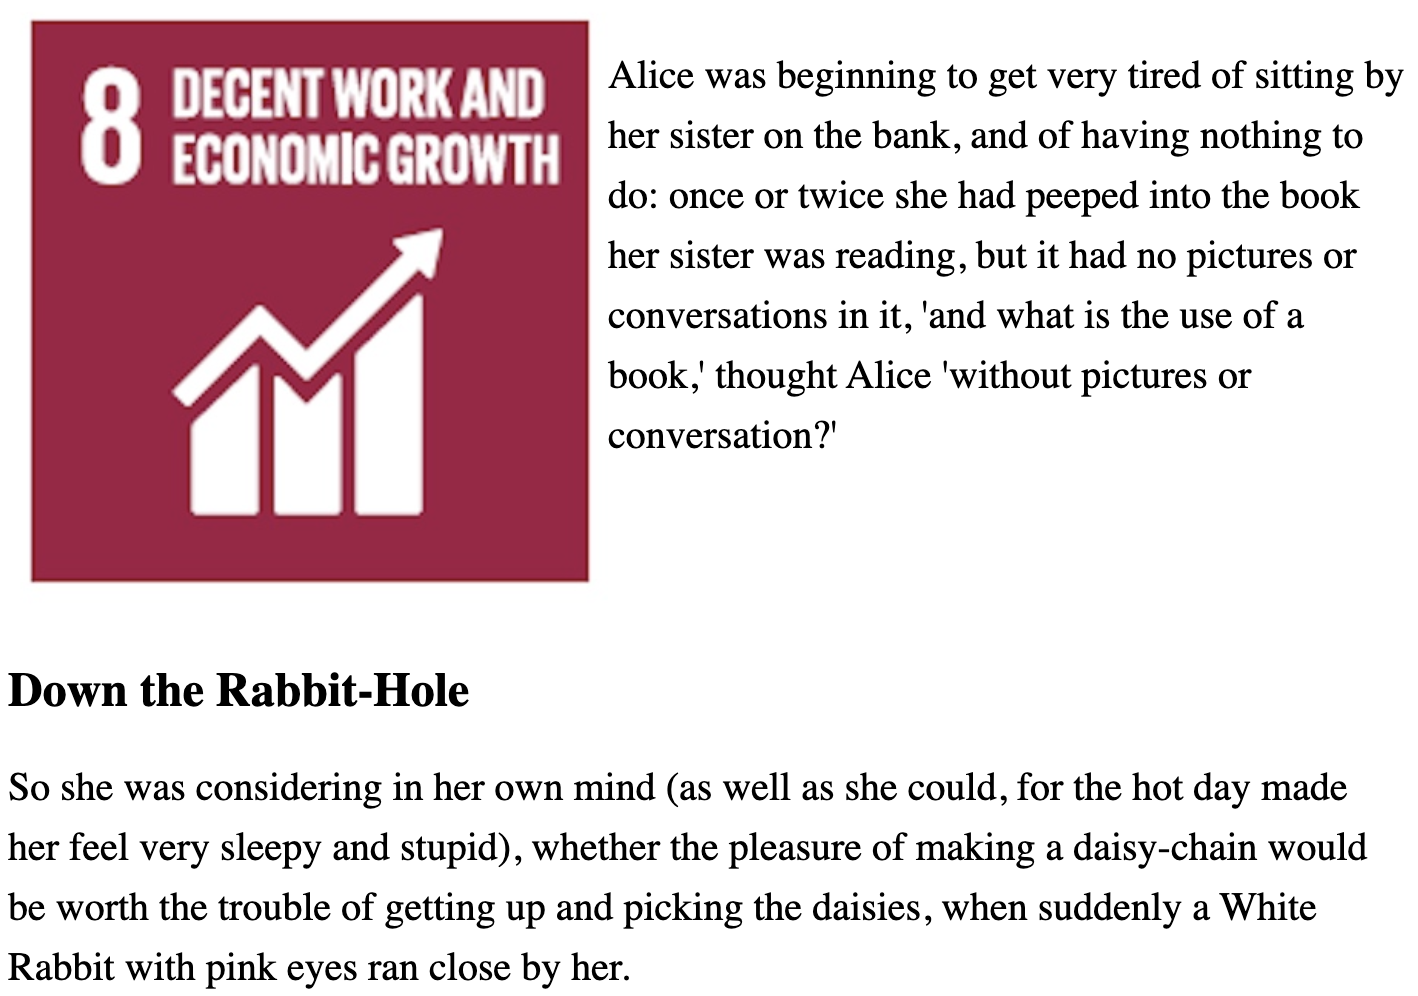 8 DECENT WORK AND
ECONOMIC GROWTH
Alice was beginning to get very tired of sitting by
her sister on the bank, and of having nothing to
do: once or twice she had peeped into the book
her sister was reading, but it had no pictures or
conversations in it, 'and what is the use of a
book,' thought Alice 'without pictures or
conversation?'
Down the Rabbit-Hole
So she was considering in her own mind (as well as she could, for the hot day made
her feel very sleepy and stupid), whether the pleasure of making a daisy-chain would
be worth the trouble of getting up and picking the daisies, when suddenly a White
Rabbit with pink eyes ran close by her.